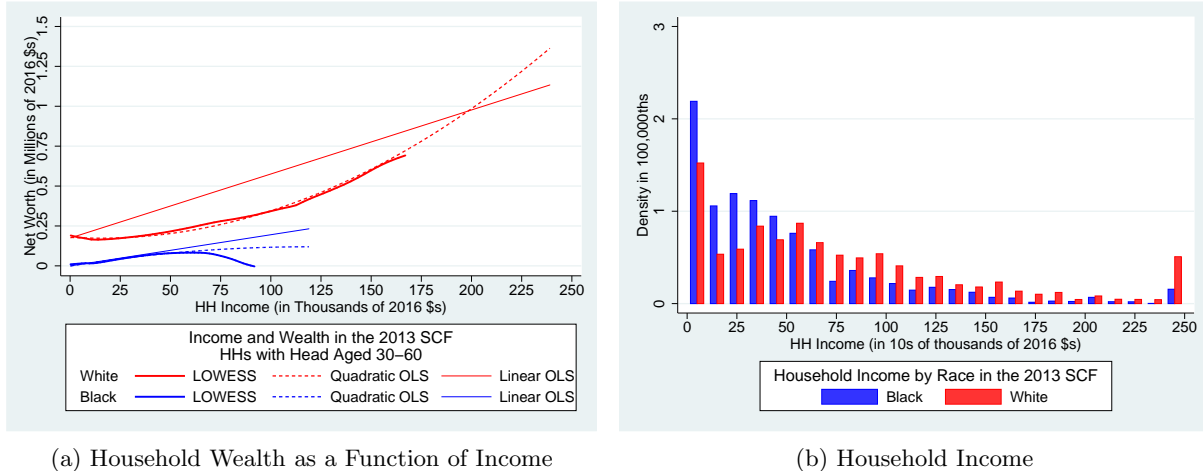 1.5
1.25
1
0.75
0.5
0.25
0
Net Worth (in Millions of 2016 $s)
0 25 50 75 100 125 150 175 200 225 250
HH Income (in Thousands of 2016 $s)
Income and Wealth in the 2013 SCF
HHs with Head Aged 30−60
White LOWESS Quadratic OLS Linear OLS
Black LOWESS Quadratic OLS Linear OLS
(a) Household Wealth as a Function of Income
3
2
1
0
Density in 100,000ths
0 25 50 75 100 125 150 175 200 225 250
HH Income (in 10s of thousands of 2016 $s)
Household Income by Race in the 2013 SCF
Black White
(b) Household Income